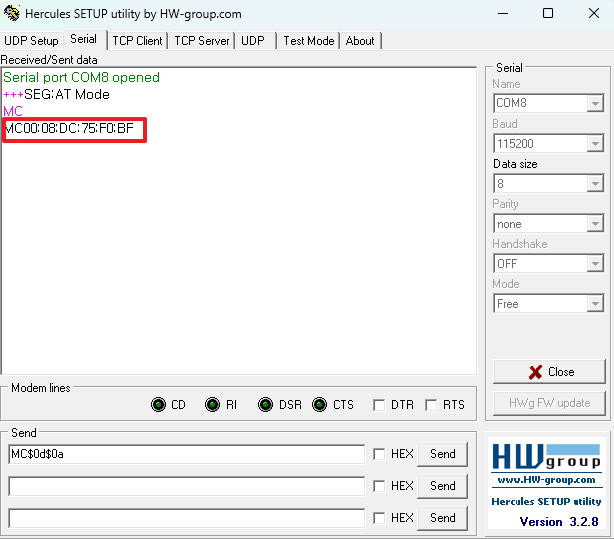 Hercules SETUP utility by HW-group.com
UDP Setup Serial TCP Client TCP Server UDP Test Mode About
Received/Sent data
Serial port COM8 opened
+++SEG:AT Mode
MC
MC00:08:DC:75:F0:BF
Serial
Name
COM8
Baud
115200
Data size
8
Parity
none
Handshake
OFF
Mode
Free
Close
HWg FW update
Modem lines
CD RI DSR CTS DTR RTS
Send
MC$0d$0a HEX Send
HEX Send
HEX Send
HWgroup
www.HW-group.com
Hercules SETUP utility
Version 3.2.8